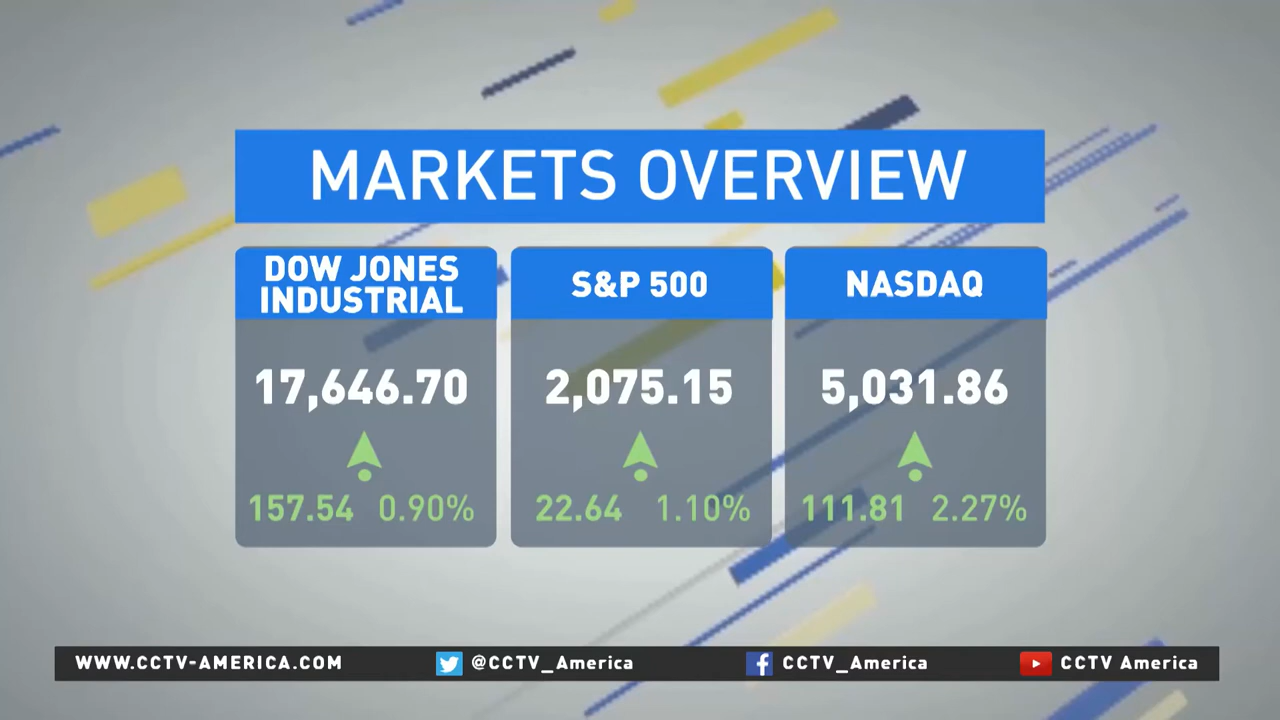 MARKETS OVERVIEW
DOW JONES
INDUSTRIAL
17,646.70
157.54 0.90%
S&P 500
2,075.15
22.64 1.10%
NASDAQ
5,031.86
111.81 2.27%
WWW.CCTV-AMERICA.COM @CCTV_America CCTV_America CCTV America